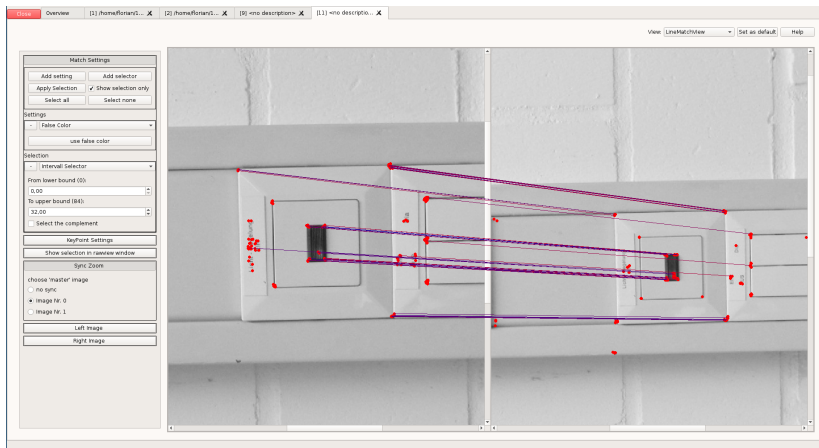 Close Overview [1] /home/florian/1... [2] /home/florian/1... [9] <no description> [11] <no descriptio...
View: LineMatchView Set as default Help
Match Settings
Add setting Add selector
Apply Selection Show selection only
Select all Select none
Settings
- False Color
use false color
Selection
- Intervall Selector
From lower bound (0):
0,00
To upper bound (84):
32,00
Select the complement
KeyPoint Settings
Show selection in rawview window
Sync Zoom
choose 'master' image
no sync
Image Nr. 0
Image Nr. 1
Left Image
Right Image